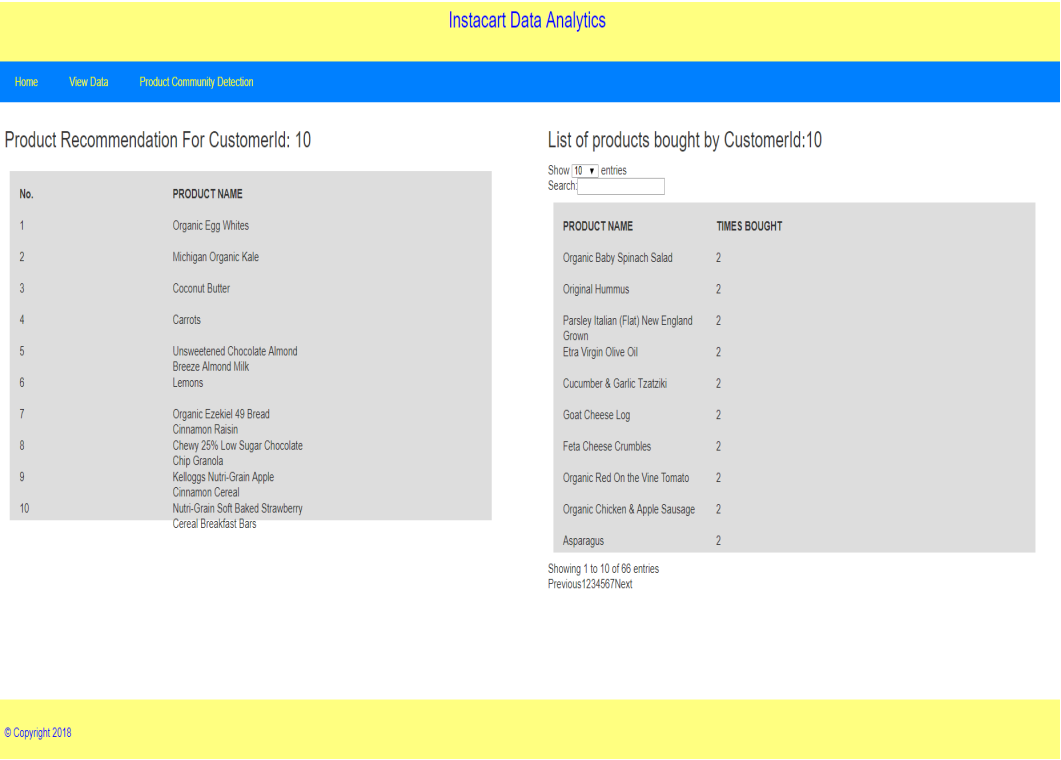 Instacart Data Analytics
Home View Data Product Community Detection
Product Recommendation For CustomerId: 10
No. PRODUCT NAME
1 Organic Egg Whites
2 Michigan Organic Kale
3 Coconut Butter
4 Carrots
5 Unsweetened Chocolate Almond
Breeze Almond Milk
6 Lemons
7 Organic Ezekiel 49 Bread
Cinnamon Raisin
8 Chewy 25% Low Sugar Chocolate
Chip Granola
9 Kelloggs Nutri-Grain Apple
Cinnamon Cereal
10 Nutri-Grain Soft Baked Strawberry
Cereal Breakfast Bars
List of products bought by CustomerId:10
Show 10 entries
Search:
PRODUCT NAME TIMES BOUGHT
Organic Baby Spinach Salad 2
Original Hummus 2
Parsley Italian (Flat) New England 2
Grown
Etra Virgin Olive Oil 2
Cucumber & Garlic Tzatziki 2
Goat Cheese Log 2
Feta Cheese Crumbles 2
Organic Red On the Vine Tomato 2
Organic Chicken & Apple Sausage 2
Asparagus 2
Showing 1 to 10 of 66 entries
Previous1234567Next
© Copyright 2018